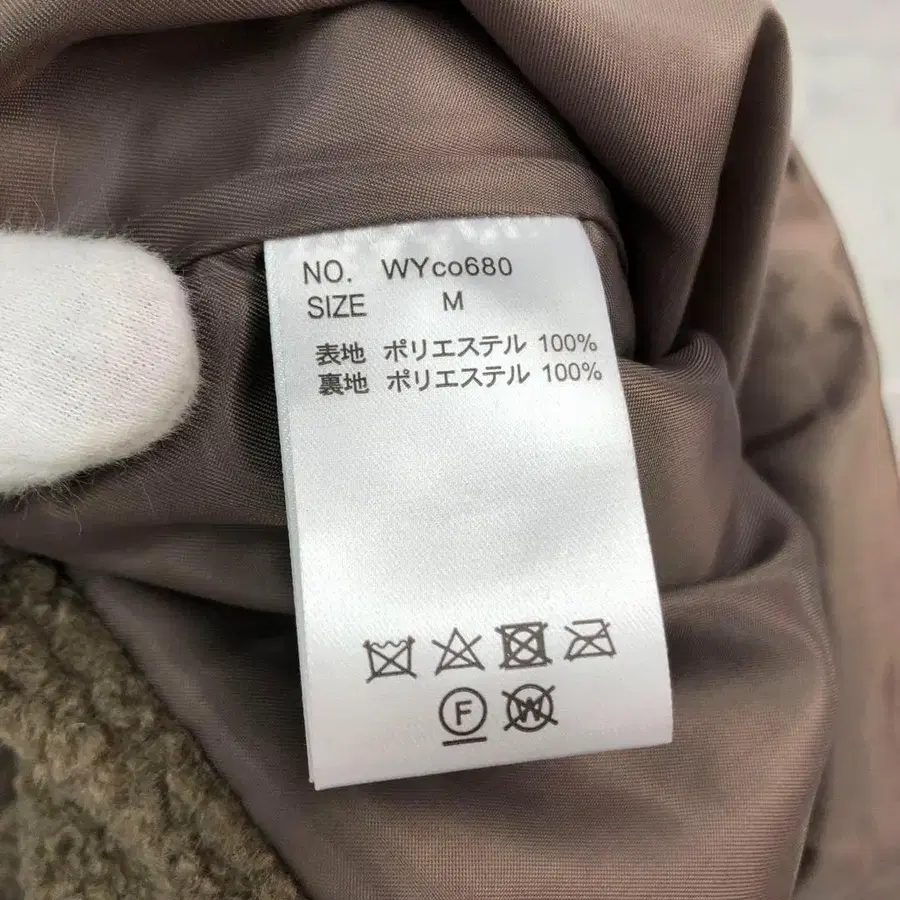 NO. WYco680
SIZE M
表地 ポリエステル 100%
裏地 ポリエステル 100%
F W